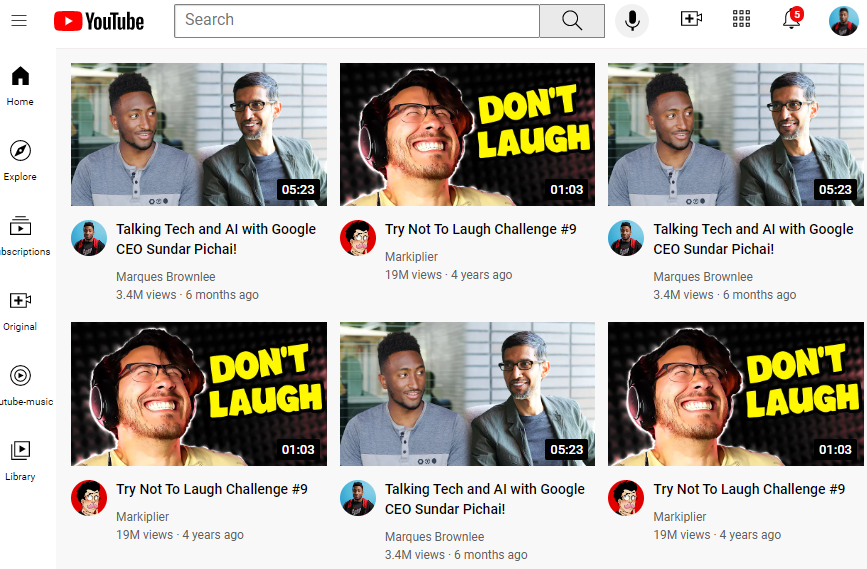 YouTube
Search
5
Home
Explore
bscriptions
Original
utube-music
Library
05:23
DON'T
LAUGH
01:03
05:23
Talking Tech and AI with Google
CEO Sundar Pichai!
Marques Brownlee
3.4M views · 6 months ago
Try Not To Laugh Challenge #9
Markiplier
19M views · 4 years ago
Talking Tech and AI with Google
CEO Sundar Pichai!
Marques Brownlee
3.4M views · 6 months ago
DON'T
LAUGH
01:03
05:23
DON'T
LAUGH
01:03
Try Not To Laugh Challenge #9
Markiplier
19M views · 4 years ago
Talking Tech and AI with Google
CEO Sundar Pichai!
Marques Brownlee
3.4M views · 6 months ago
Try Not To Laugh Challenge #9
Markiplier
19M views · 4 years ago